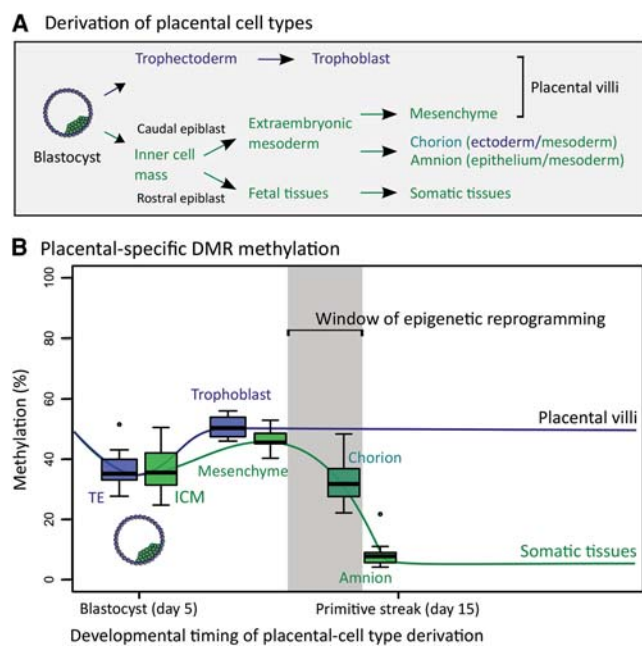 A Derivation of placental cell types
Trophectoderm
Trophoblast
Placental villi
Blastocyst
Caudal epiblast
Inner cell
mass
Rostral epiblast
Extraembryonic
mesoderm
Mesenchyme
Chorion (ectoderm/mesoderm)
Amnion (epithelium/mesoderm)
Fetal tissues
Somatic tissues
B Placental-specific DMR methylation
Methylation (%)
100
80
60
40
20
0
Window of epigenetic reprogramming
Trophoblast
Placental villi
Mesenchyme
Chorion
TE
ICM
Somatic tissues
Amnion
Blastocyst (day 5)
Primitive streak (day 15)
Developmental timing of placental-cell type derivation